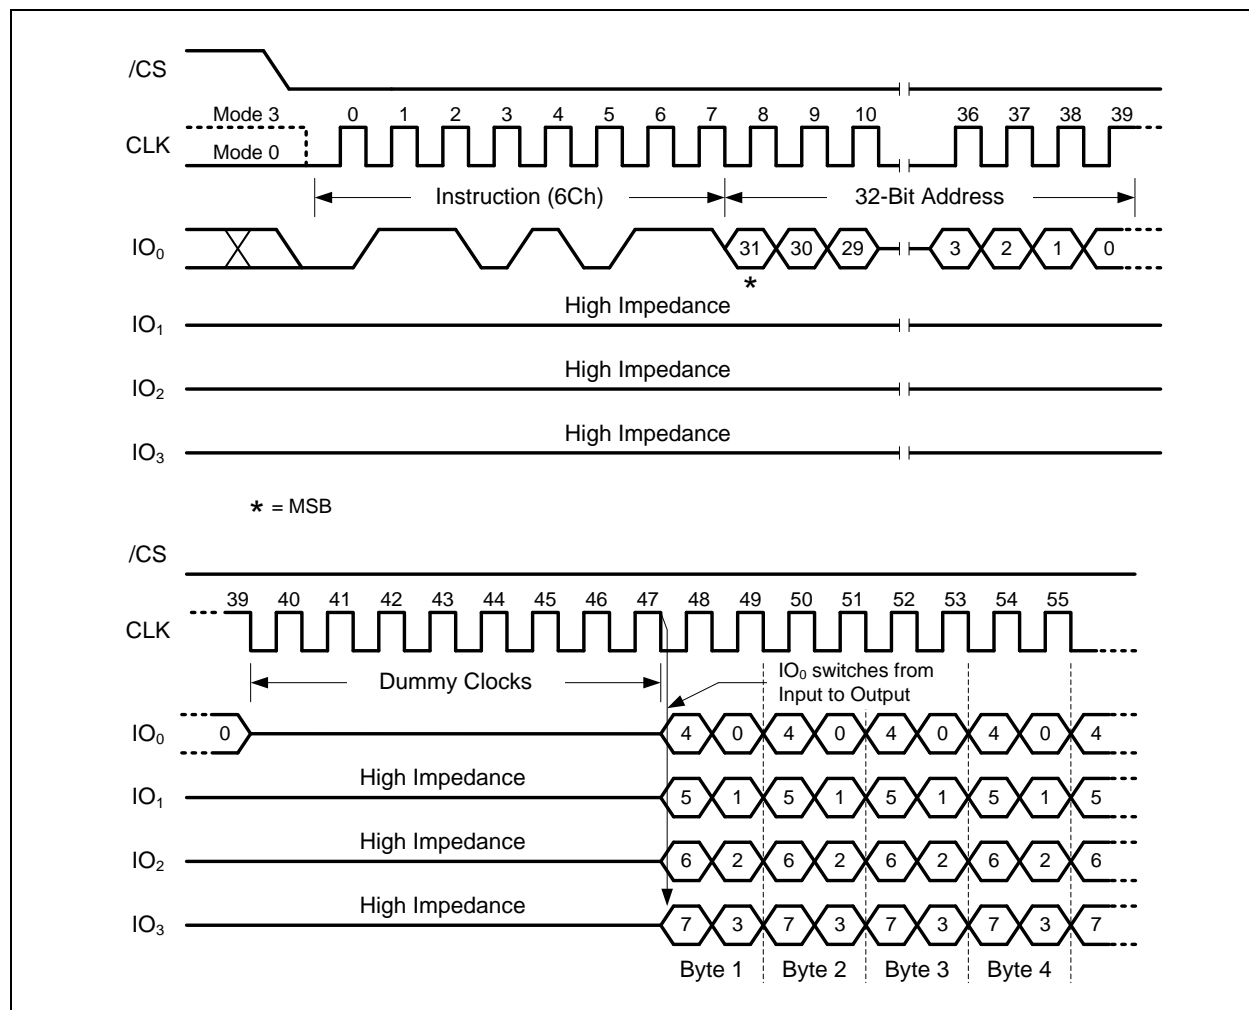 /CS
Mode 3 0 1 2 3 4 5 6 7 8 9 10 36 37 38 39
CLK
Mode 0
Instruction (6Ch) 32-Bit Address
IO0 31 30 29 3 2 1 0
*
High Impedance
IO1
High Impedance
IO2
High Impedance
IO3
* = MSB
/CS
39 40 41 42 43 44 45 46 47 48 49 50 51 52 53 54 55
CLK
Dummy Clocks
IO0 switches from
Input to Output
IO0 0 4 0 4 0 4 0 4 0 4
High Impedance
IO1 5 1 5 1 5 1 5 1 5
High Impedance
IO2 6 2 6 2 6 2 6 2 6
High Impedance
IO3 7 3 7 3 7 3 7 3 7
Byte 1 Byte 2 Byte 3 Byte 4